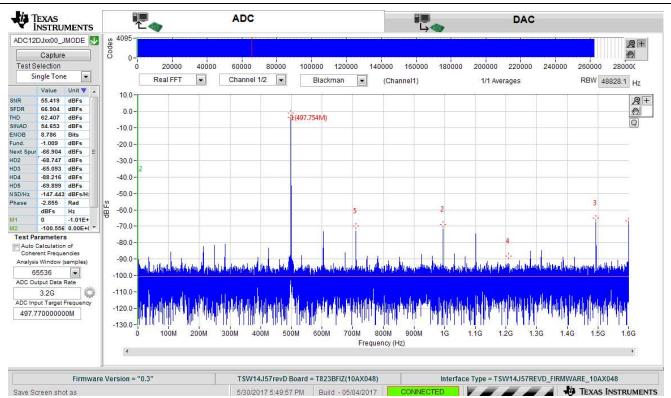 TEXAS INSTRUMENTS
ADC
DAC
ADC12DJxx00_JMODE
Capture
Test Selection
Single Tone
Value Unit
SNR 55.419 dBFs
SFDR 66.904 dBFs
THD 62.407 dBFs
SINAD 54.653 dBFs
ENOB 8.786 Bits
Fund. -1.009 dBFs
Next Spur -66.904 dBFs
HD2 -68.747 dBFs
HD3 -65.093 dBFs
HD4 -88.216 dBFs
HD5 -69.899 dBFs
NSD/Hz -147.443 dBFs/Hz
Phase -2.855 Rad
dBFs Hz
M1 0 -1.01E+
M2 -100.556 0.00E+(
Test Parameters
Auto Calculation of Coherent Frequencies
Analysis Window (samples)
65536
ADC Output Data Rate
3.2G
ADC Input Target Frequency
497.770000000M
Codes
4095-
0-
0 20000 40000 60000 80000 100000 120000 140000 160000 180000 200000 220000 240000 260000 280000
Real FFT Channel 1/2 Blackman (Channel1) 1/1 Averages RBW 48828.1 Hz
dBFs
10.0-
0.0-
-10.0-
-20.0-
-30.0-
-40.0-
-50.0-
-60.0-
-70.0-
-80.0-
-90.0-
-100.0-
-110.0-
-120.0-
-130.0-
(497.754M)
2
5
2
4
3
0 100M 200M 300M 400M 500M 600M 700M 800M 900M 1G 1.1G 1.2G 1.3G 1.4G 1.5G 1.6G
Frequency (Hz)
Firmware Version = "0.3" TSW14J57revD Board = T823BFIZ(10AX048) Interface Type = TSW14J57REVD_FIRMWARE_10AX048
Save Screen shot as 5/30/2017 5:49:57 PM Build - 05/04/2017 CONNECTED TEXAS INSTRUMENTS